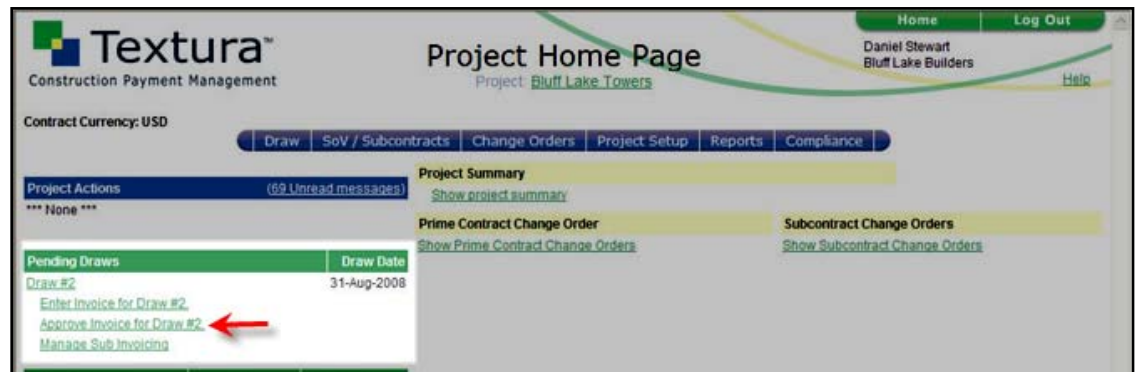 Home Log Out
Textura™
Construction Payment Management
Project Home Page
Project: Bluff Lake Towers
Daniel Stewart
Bluff Lake Builders
Help
Contract Currency: USD
Draw SoV / Subcontracts Change Orders Project Setup Reports Compliance
Project Actions (69 Unread messages)
*** None ***
Project Summary
Show project summary
Prime Contract Change Order
Show Prime Contract Change Orders
Subcontract Change Orders
Show Subcontract Change Orders
Pending Draws Draw Date
Draw #2 31-Aug-2008
Enter Invoice for Draw #2.
Approve Invoice for Draw #2.
Manage Sub Invoicing